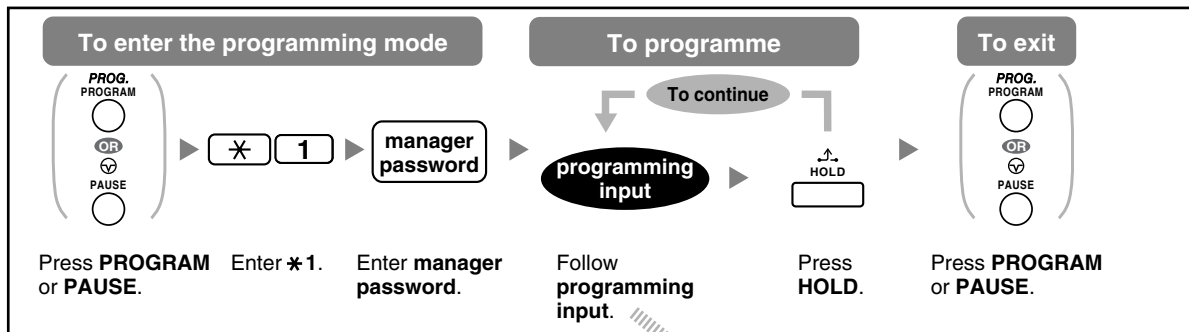 To enter the programming mode
To programme
To exit
PROG.
PROGRAM
OR
PAUSE
✻ 1
manager
password
To continue
programming
input
HOLD
PROG.
PROGRAM
OR
PAUSE
Press PROGRAM
or PAUSE.
Enter ✻ 1.
Enter manager
password.
Follow
programming
input.
Press
HOLD.
Press PROGRAM
or PAUSE.